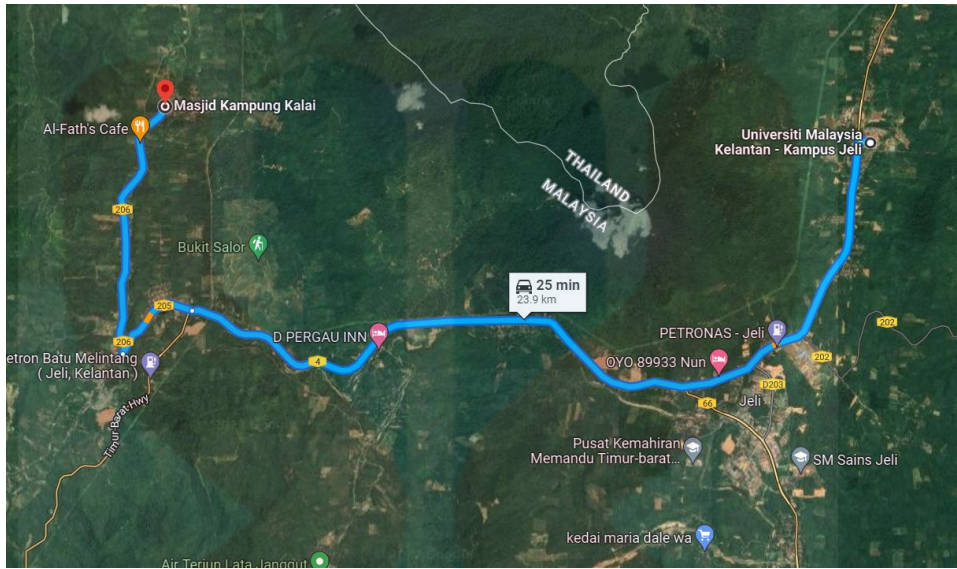 Masjid Kampung Kalai
Al-Fath's Cafe
Universiti Malaysia
Kelantan - Kampus Jeli
THAILAND
MALAYSIA
206
Bukit Salor
25 min
23.9 km
205
D PERGAU INN
PETRONAS - Jeli
202
206
etron Batu Melintang
( Jeli, Kelantan )
4
OYO 89933 Nun
202
D203
66
Jeli
Timur Barat Hwy
Pusat Kemahiran
Memandu Timur-barat...
SM Sains Jeli
kedai maria dale wa
Air Terjun Lata Janggut